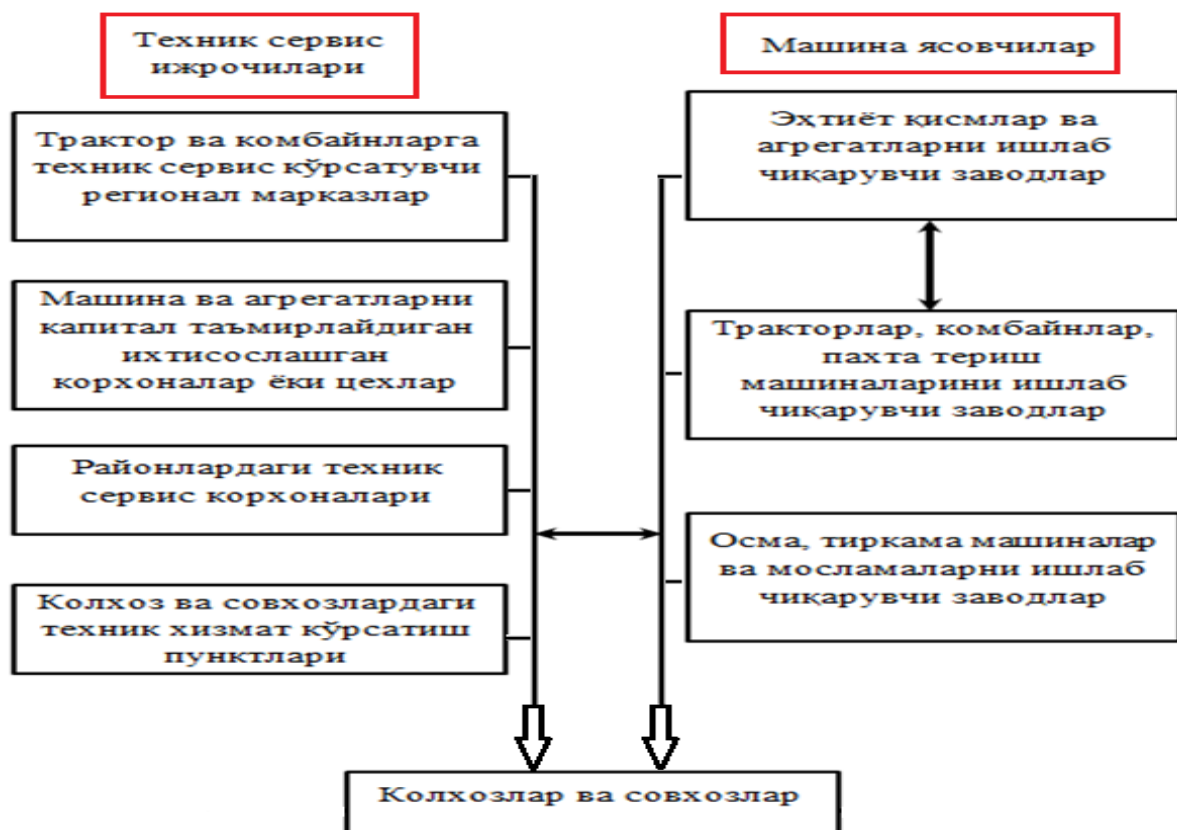 Техник сервис
ижрочилари
Трактор ва комбайнларга
техник сервис кўрсатувчи
регионал марказлар
Машина ва агрегатларни
капитал таъмирлайдиган
ихтисослашган
корхоналар ёки цехлар
Районлардаги техник
сервис корхоналари
Колхоз ва совхозлардаги
техник хизмат кўрсатиш
пунктлари
Машина ясовчилар
Эҳтиёт қисмлар ва
агрегатларни ишлаб
чиқарувчи заводлар
Тракторлар, комбайнлар,
пахта териш
машиналарини ишлаб
чиқарувчи заводлар
Осма, тиркама машиналар
ва мосламаларни ишлаб
чиқарувчи заводлар
Колхозлар ва совхозлар